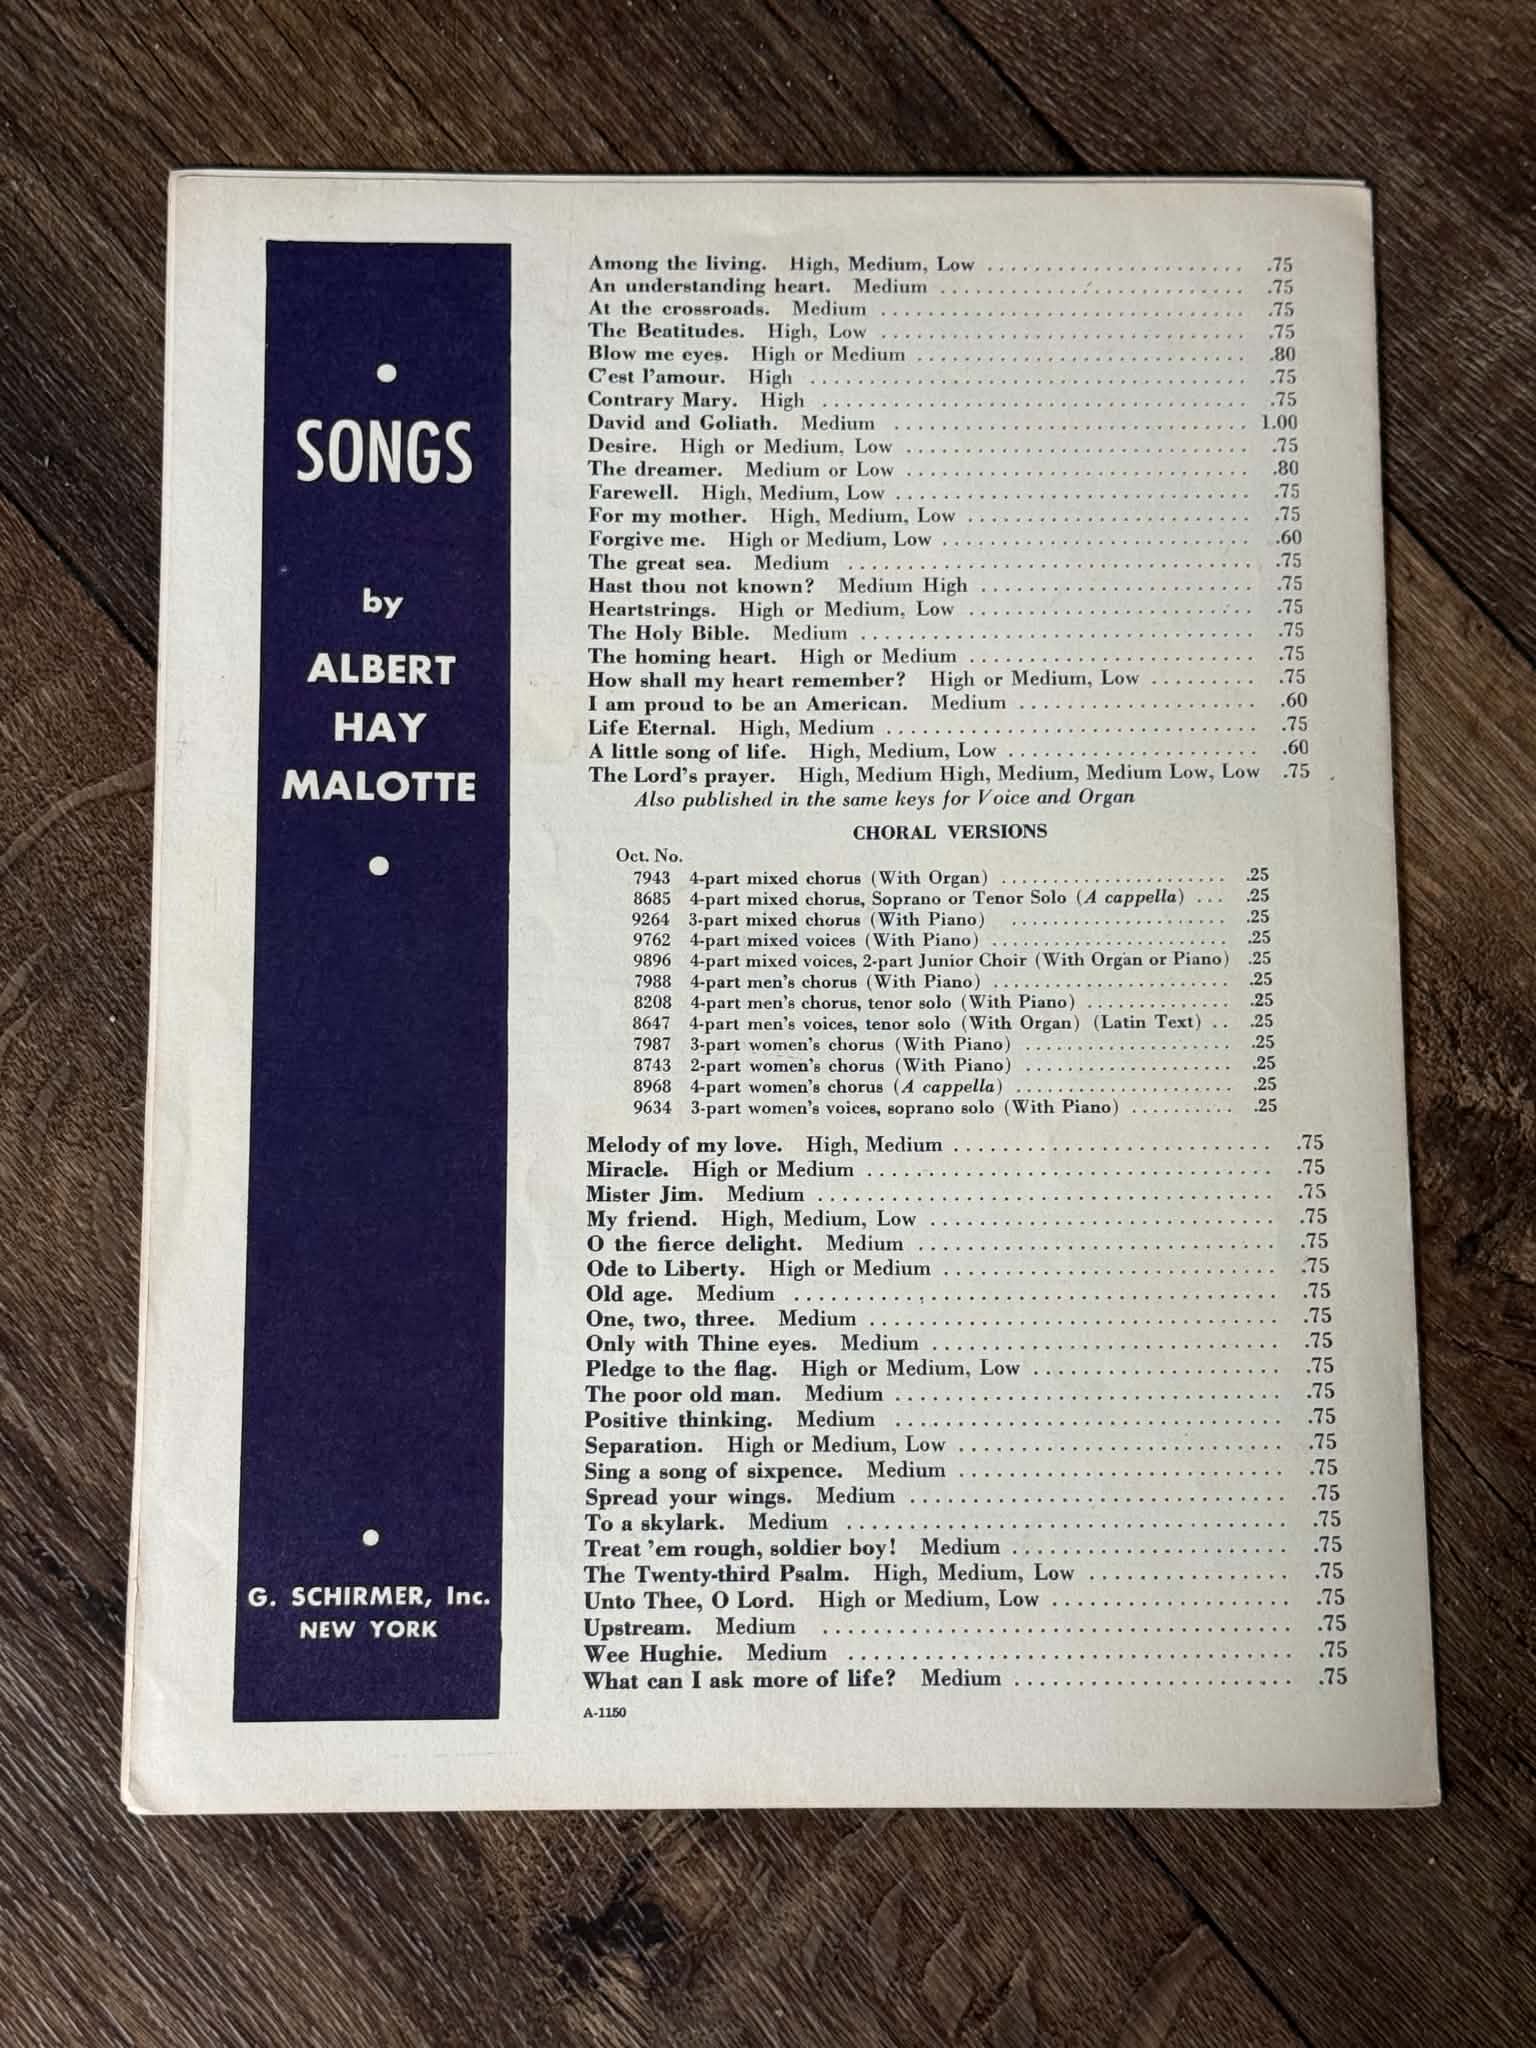 SONGS
by
ALBERT
HAY
MALOTTE
G. SCHIRMER, Inc.
NEW YORK
Among the living. High, Medium, Low . . . . . . . . . . . . . . . . . . . . . . .75
An understanding heart. Medium . . . . . . . . . . . . . . . . . . . . . . . . . .75
At the crossroads. Medium . . . . . . . . . . . . . . . . . . . . . . . . . . . . . .75
The Beatitudes. High, Low . . . . . . . . . . . . . . . . . . . . . . . . . . . . . .75
Blow me eyes. High or Medium . . . . . . . . . . . . . . . . . . . . . . . . . . .80
C'est l'amour. High . . . . . . . . . . . . . . . . . . . . . . . . . . . . . . . . . . .75
Contrary Mary. High . . . . . . . . . . . . . . . . . . . . . . . . . . . . . . . . . .75
David and Goliath. Medium . . . . . . . . . . . . . . . . . . . . . . . . . . . . 1.00
Desire. High or Medium, Low . . . . . . . . . . . . . . . . . . . . . . . . . . . .75
The dreamer. Medium or Low . . . . . . . . . . . . . . . . . . . . . . . . . . . .80
Farewell. High, Medium, Low . . . . . . . . . . . . . . . . . . . . . . . . . . . .75
For my mother. High, Medium, Low . . . . . . . . . . . . . . . . . . . . . . .75
Forgive me. High or Medium, Low . . . . . . . . . . . . . . . . . . . . . . . . .60
The great sea. Medium . . . . . . . . . . . . . . . . . . . . . . . . . . . . . . . . .75
Hast thou not known? Medium High . . . . . . . . . . . . . . . . . . . . . . .75
Heartstrings. High or Medium, Low . . . . . . . . . . . . . . . . . . . . . . . .75
The Holy Bible. Medium . . . . . . . . . . . . . . . . . . . . . . . . . . . . . . . .75
The homing heart. High or Medium . . . . . . . . . . . . . . . . . . . . . . . .75
How shall my heart remember? High or Medium, Low . . . . . . . . . .75
I am proud to be an American. Medium . . . . . . . . . . . . . . . . . . . .60
Life Eternal. High, Medium . . . . . . . . . . . . . . . . . . . . . . . . . . . . . .75
A little song of life. High, Medium, Low . . . . . . . . . . . . . . . . . . . . .60
The Lord's prayer. High, Medium High, Medium, Medium Low, Low .75
Also published in the same keys for Voice and Organ
CHORAL VERSIONS
Oct. No.
7943 4-part mixed chorus (With Organ) . . . . . . . . . . . . . . . . . . . . . .25
8685 4-part mixed chorus, Soprano or Tenor Solo (A cappella) . . . .25
9264 3-part mixed chorus (With Piano) . . . . . . . . . . . . . . . . . . . . . .25
9762 4-part mixed voices (With Piano) . . . . . . . . . . . . . . . . . . . . . .25
9896 4-part mixed voices, 2-part Junior Choir (With Organ or Piano) .25
7988 4-part men's chorus (With Piano) . . . . . . . . . . . . . . . . . . . . . .25
8208 4-part men's chorus, tenor solo (With Piano) . . . . . . . . . . . . . .25
8647 4-part men's voices, tenor solo (With Organ) (Latin Text) . . .25
7987 3-part women's chorus (With Piano) . . . . . . . . . . . . . . . . . . . .25
8743 2-part women's chorus (With Piano) . . . . . . . . . . . . . . . . . . . .25
8968 4-part women's chorus (A cappella) . . . . . . . . . . . . . . . . . . . .25
9634 3-part women's voices, soprano solo (With Piano) . . . . . . . . . .25
Melody of my love. High, Medium . . . . . . . . . . . . . . . . . . . . . . . . .75
Miracle. High or Medium . . . . . . . . . . . . . . . . . . . . . . . . . . . . . . . .75
Mister Jim. Medium . . . . . . . . . . . . . . . . . . . . . . . . . . . . . . . . . . . .75
My friend. High, Medium, Low . . . . . . . . . . . . . . . . . . . . . . . . . . .75
O the fierce delight. Medium . . . . . . . . . . . . . . . . . . . . . . . . . . . . .75
Ode to Liberty. High or Medium . . . . . . . . . . . . . . . . . . . . . . . . . .75
Old age. Medium . . . . . . . . . . . . . . . . . . . . . . . . . . . . . . . . . . . . . .75
One, two, three. Medium . . . . . . . . . . . . . . . . . . . . . . . . . . . . . . . .75
Only with Thine eyes. Medium . . . . . . . . . . . . . . . . . . . . . . . . . . .75
Pledge to the flag. High or Medium, Low . . . . . . . . . . . . . . . . . . . .75
The poor old man. Medium . . . . . . . . . . . . . . . . . . . . . . . . . . . . . .75
Positive thinking. Medium . . . . . . . . . . . . . . . . . . . . . . . . . . . . . . .75
Separation. High or Medium, Low . . . . . . . . . . . . . . . . . . . . . . . . .75
Sing a song of sixpence. Medium . . . . . . . . . . . . . . . . . . . . . . . . . .75
Spread your wings. Medium . . . . . . . . . . . . . . . . . . . . . . . . . . . . . .75
To a skylark. Medium . . . . . . . . . . . . . . . . . . . . . . . . . . . . . . . . . .75
Treat 'em rough, soldier boy! Medium . . . . . . . . . . . . . . . . . . . . . .75
The Twenty-third Psalm. High, Medium, Low . . . . . . . . . . . . . . . . .75
Unto Thee, O Lord. High or Medium, Low . . . . . . . . . . . . . . . . . . .75
Upstream. Medium . . . . . . . . . . . . . . . . . . . . . . . . . . . . . . . . . . . .75
Wee Hughie. Medium . . . . . . . . . . . . . . . . . . . . . . . . . . . . . . . . . .75
What can I ask more of life? Medium . . . . . . . . . . . . . . . . . . . . . . .75
A-1150